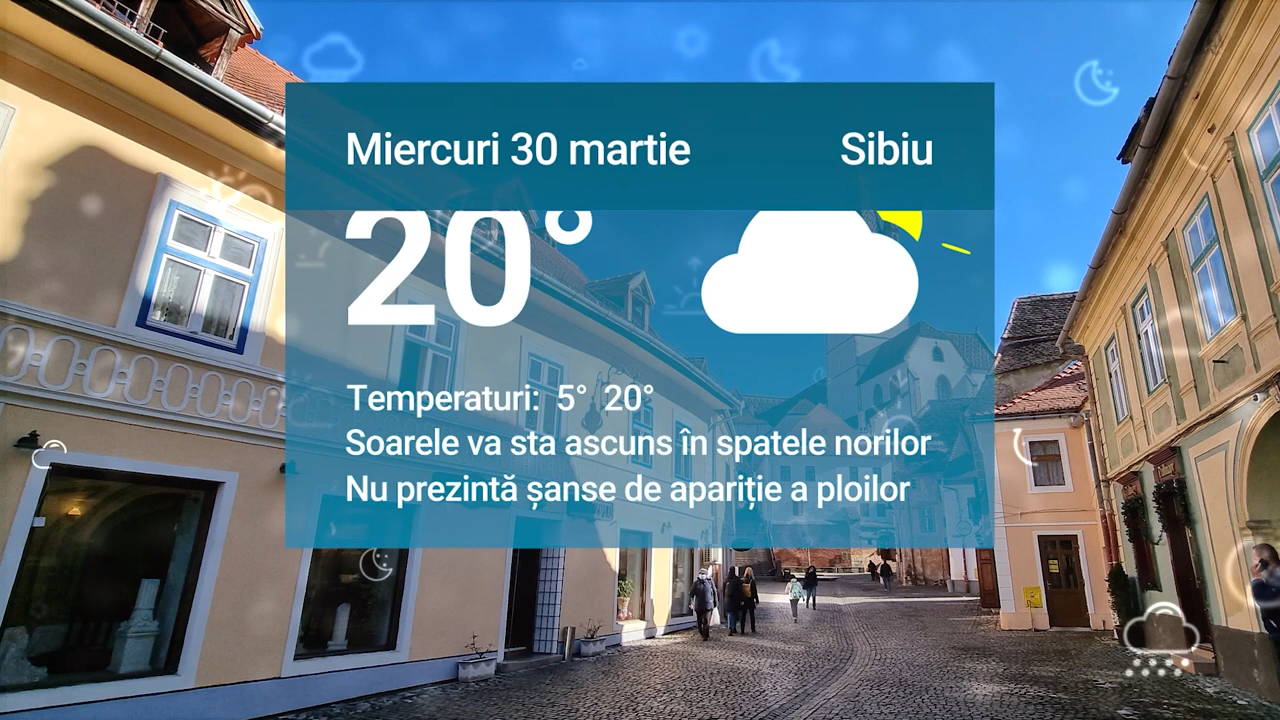 Miercuri 30 martie Sibiu
20°
Temperaturi: 5° 20°
Soarele va sta ascuns în spatele norilor
Nu prezintă șanse de apariție a ploilor